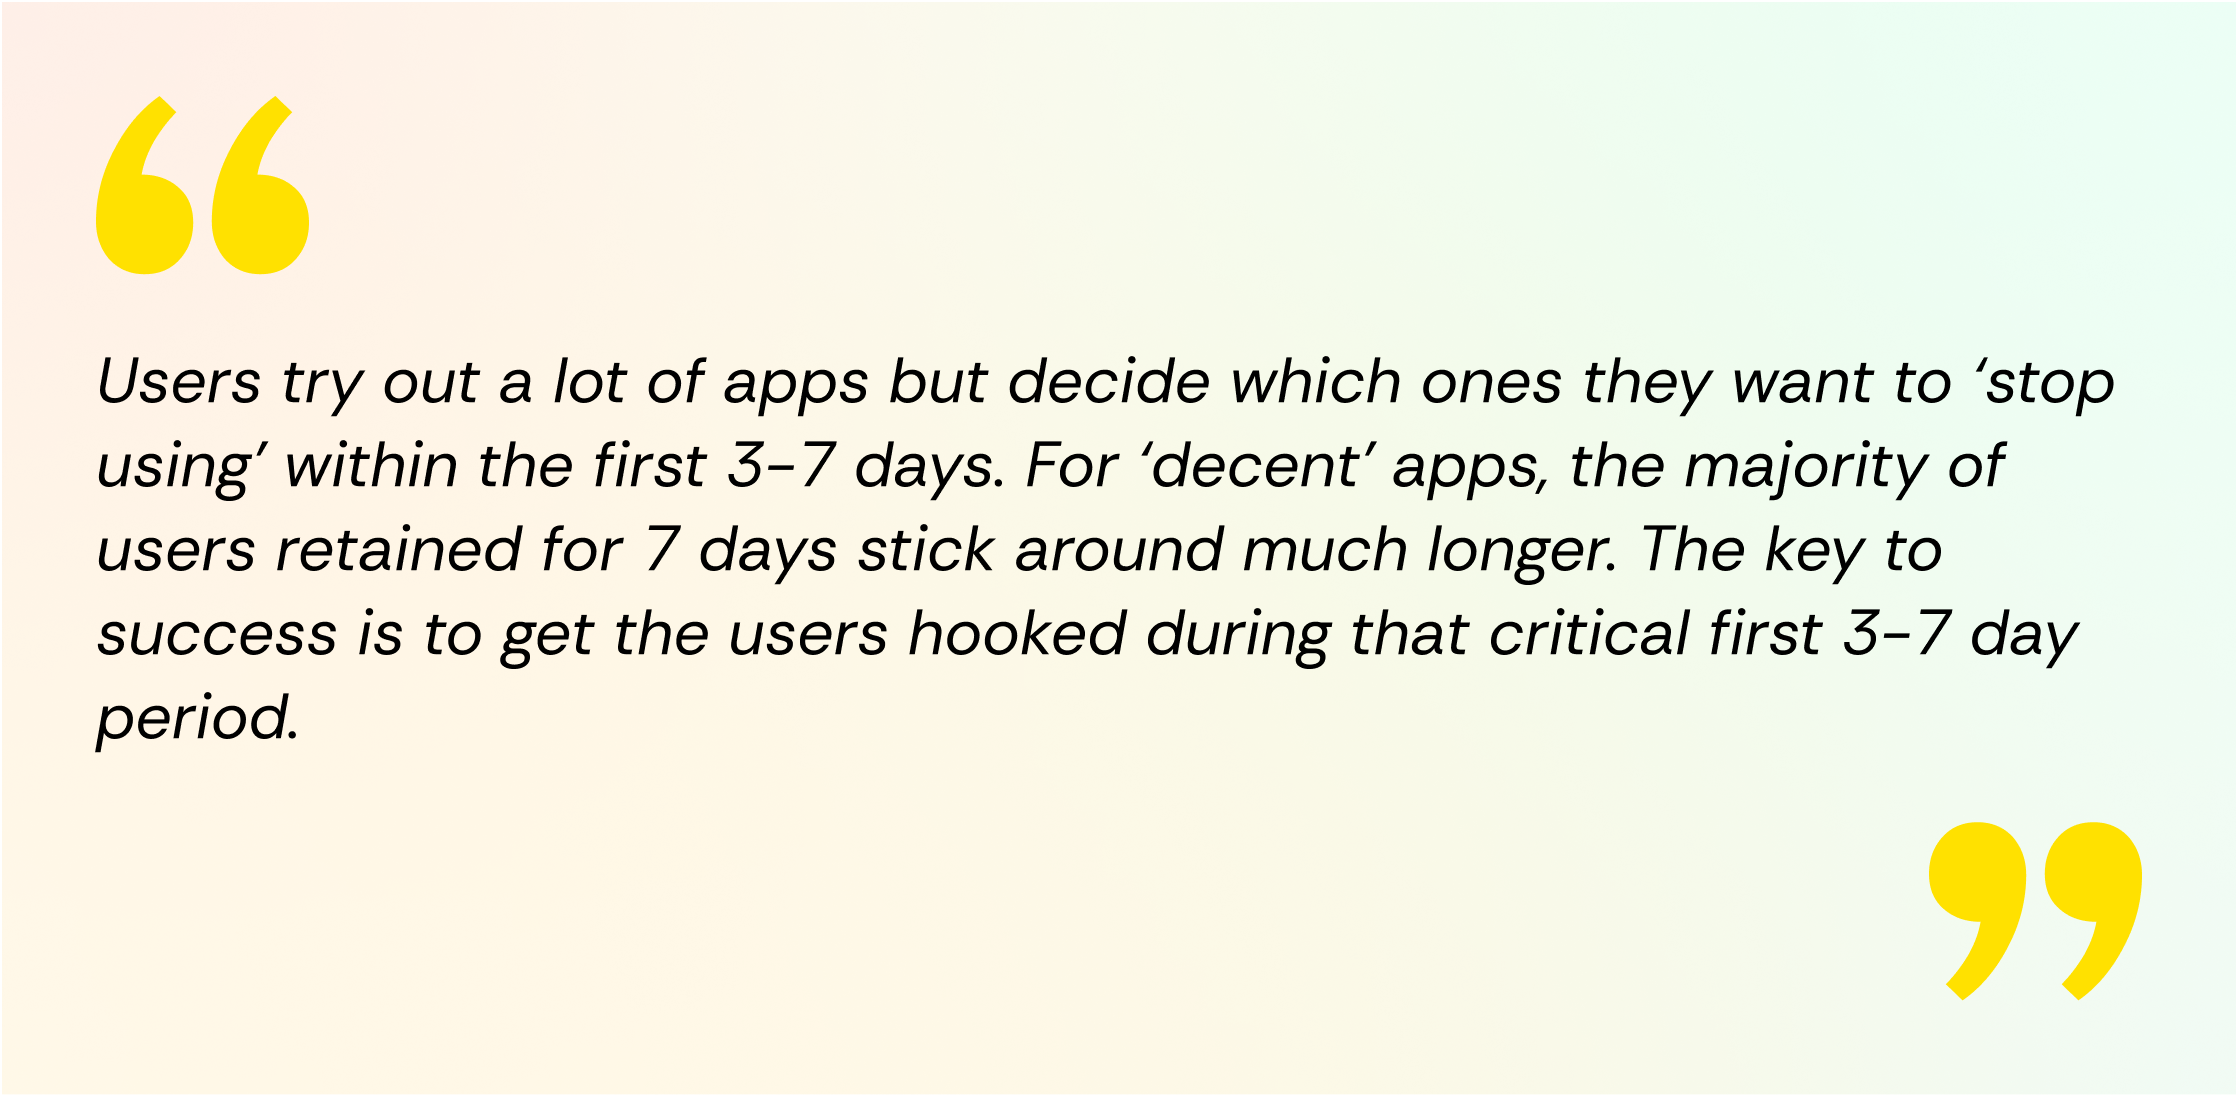 “
Users try out a lot of apps but decide which ones they want to ‘stop
using’ within the first 3-7 days. For ‘decent’ apps, the majority of
users retained for 7 days stick around much longer. The key to
success is to get the users hooked during that critical first 3-7 day
period.
”